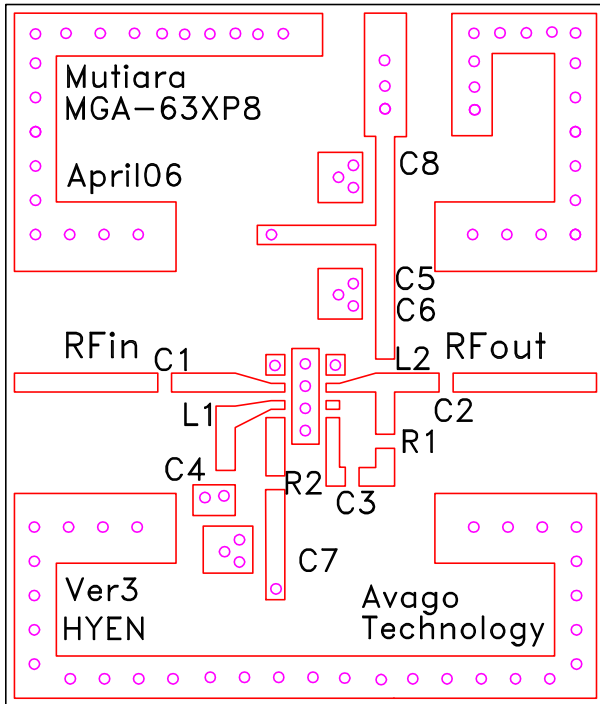 Mutiara
MGA-63XP8
April06
C8
C5
C6
RFin
C1
L2
RFout
L1
C2
R1
C4
R2
C3
C7
Ver3
HYEN
Avago
Technology